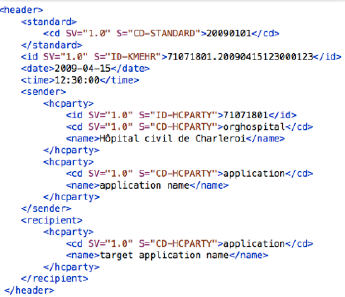 <header>
<standard>
<cd SV="1.0" S="CD-STANDARD">20090101</cd>
</standard>
<id SV="1.0" S="ID-KMEHR">71071801.20090415123000123</id>
<date>2009-04-15</date>
<time>12:30:00</time>
<sender>
<hcparty>
<id SV="1.0" S="ID-HCPARTY">71071801</id>
<cd SV="1.0" S="CD-HCPARTY">orghospital</cd>
<name>Hôpital civil de Charleroi</name>
</hcparty>
<hcparty>
<cd SV="1.0" S="CD-HCPARTY">application</cd>
<name>application name</name>
</hcparty>
</sender>
<recipient>
<hcparty>
<cd SV="1.0" S="CD-HCPARTY">application</cd>
<name>target application name</name>
</hcparty>
</recipient>
</header>